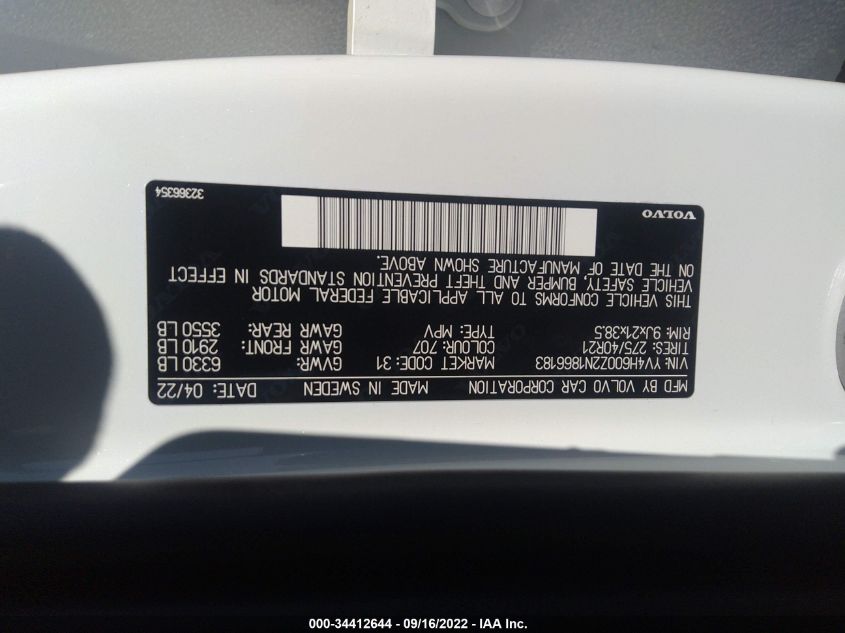 MFD BY VOLVO CAR CORPORATION MADE IN SWEDEN DATE: 04/22
VIN: YV4H600Z2N1866183 MARKET CODE: 31 GVWR: 6330 LB
TIRES: 275/40R21 COLOUR: 707 GAWR FRONT: 2910 LB
RIM: 9Jx21x38.5 TYPE: MPV GAWR REAR: 3550 LB
THIS VEHICLE CONFORMS TO ALL APPLICABLE FEDERAL MOTOR
VEHICLE SAFETY, BUMPER AND THEFT PREVENTION STANDARDS IN EFFECT
ON THE DATE OF MANUFACTURE SHOWN ABOVE.
VOLVO
32366354
000-34412644 - 09/16/2022 - IAA Inc.